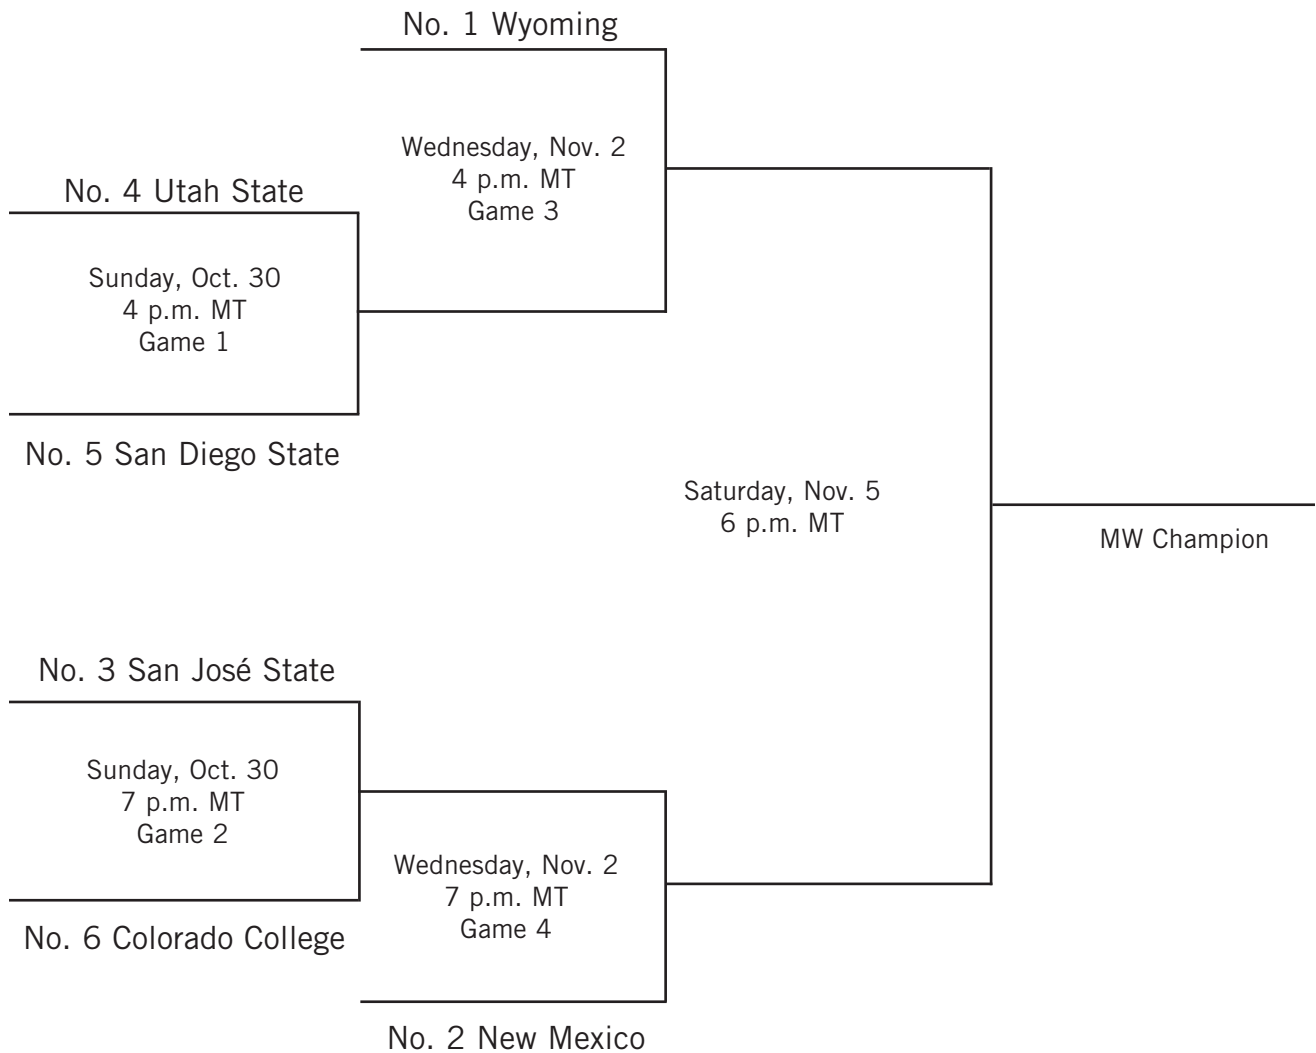 No. 1 Wyoming
Wednesday, Nov. 2
4 p.m. MT
Game 3
No. 4 Utah State
Sunday, Oct. 30
4 p.m. MT
Game 1
No. 5 San Diego State
Saturday, Nov. 5
6 p.m. MT
MW Champion
No. 3 San José State
Sunday, Oct. 30
7 p.m. MT
Game 2
No. 6 Colorado College
Wednesday, Nov. 2
7 p.m. MT
Game 4
No. 2 New Mexico